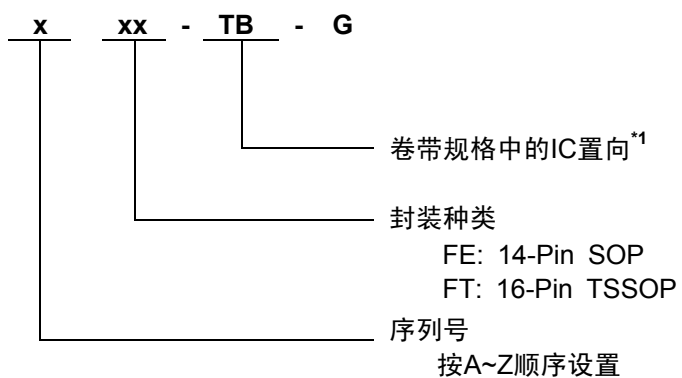 x xx - TB - G
卷带规格中的IC置向*1
封装种类
FE: 14-Pin SOP
FT: 16-Pin TSSOP
序列号
按A~Z顺序设置